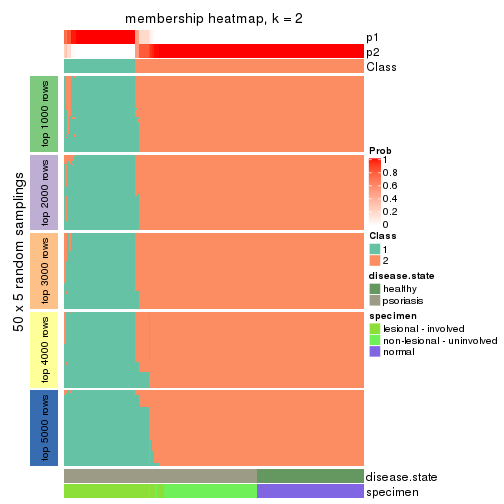 membership heatmap, k = 2
p1
p2
Class
50 x 5 random samplings
top 1000 rows
top 2000 rows
top 3000 rows
top 4000 rows
top 5000 rows
disease.state
specimen
Prob
1
0.8
0.6
0.4
0.2
0
Class
1
2
disease.state
healthy
psoriasis
specimen
lesional - involved
non-lesional - uninvolved
normal